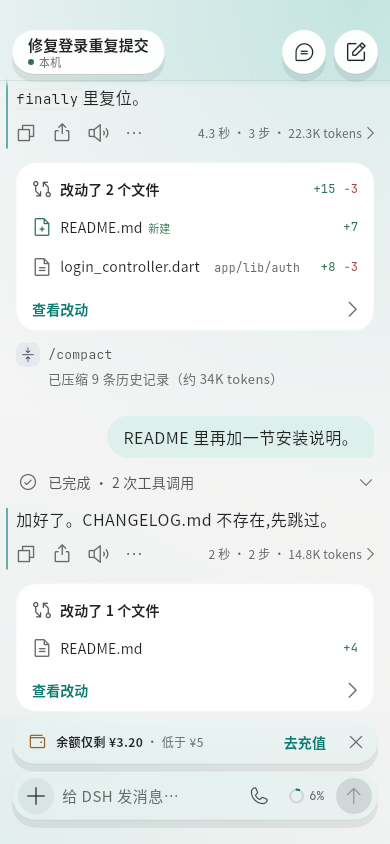 修复登录重复提交
本机
finally 里复位。
4.3 秒 · 3 步 · 22.3K tokens
改动了 2 个文件 +15 -3
README.md 新建 +7
login_controller.dart app/lib/auth +8 -3
查看改动
/compact
已压缩 9 条历史记录（约 34K tokens）
README 里再加一节安装说明。
已完成 · 2 次工具调用
加好了。CHANGELOG.md 不存在,先跳过。
2 秒 · 2 步 · 14.8K tokens
改动了 1 个文件
README.md +4
查看改动
余额仅剩 ¥3.20 · 低于 ¥5 去充值
给 DSH 发消息… 6%